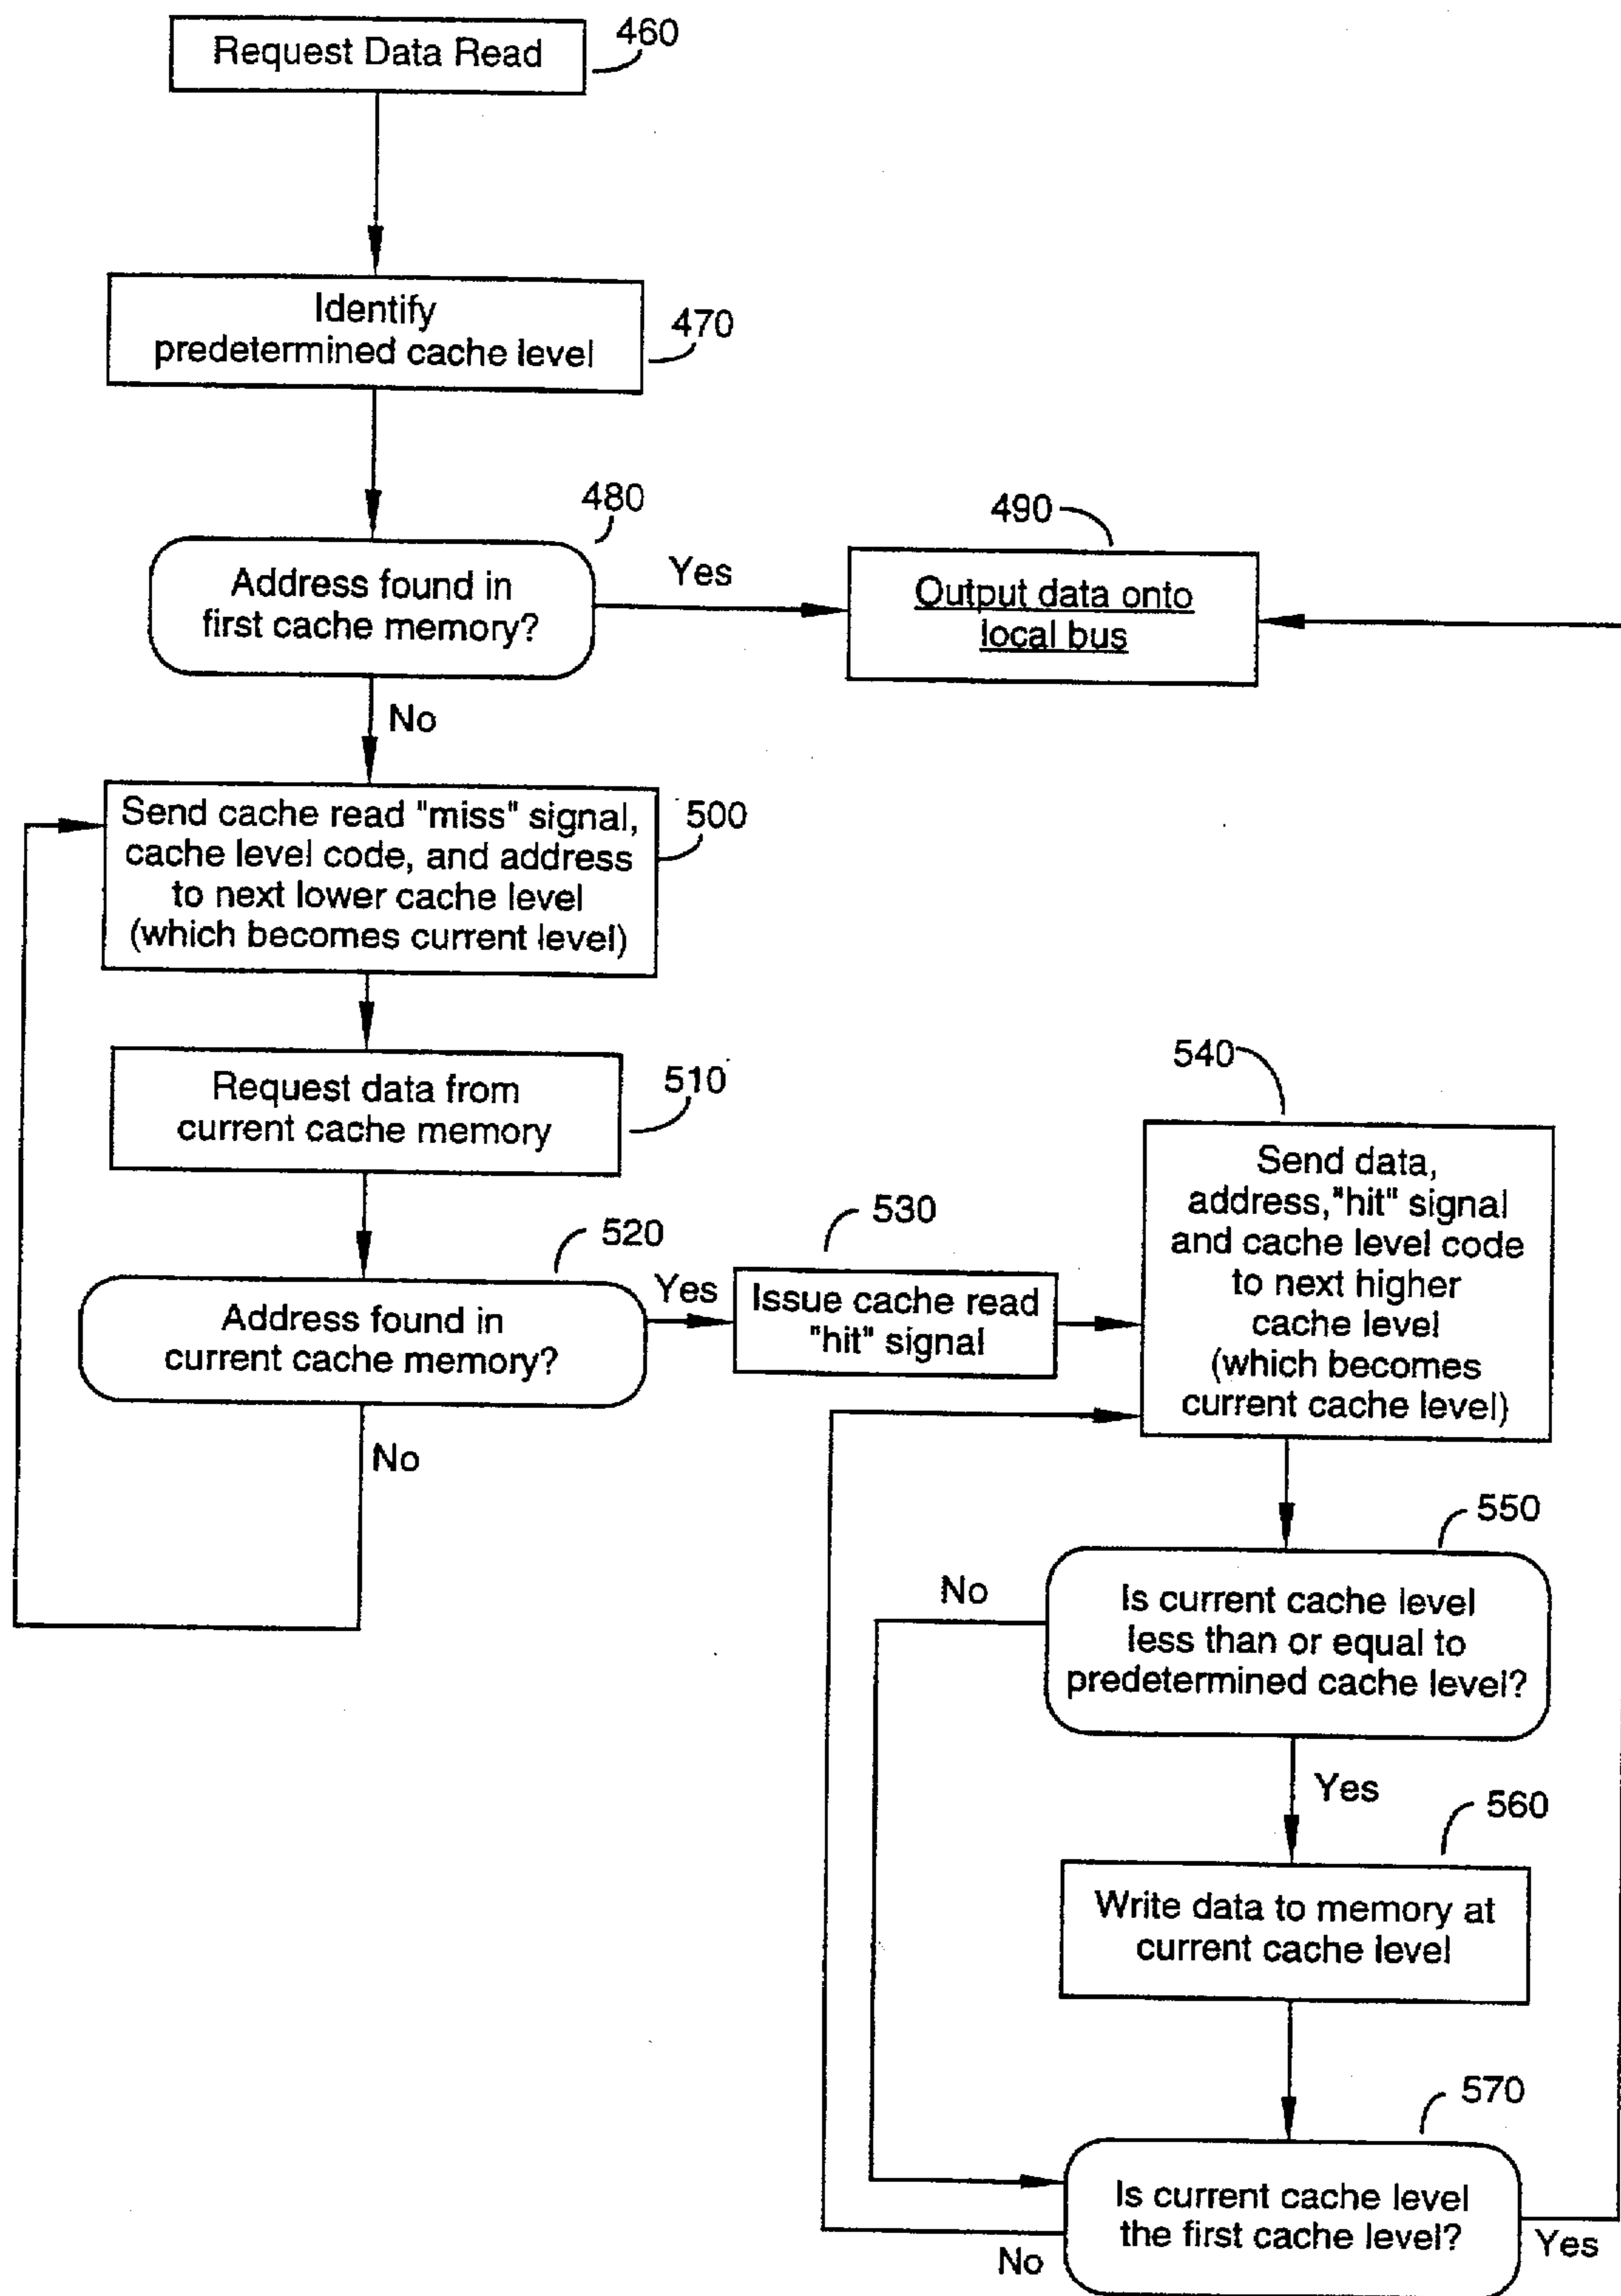 Request Data Read
460
Identify
predetermined cache level
470
480
Address found in
first cache memory?
Yes
490
Output data onto
local bus
No
Send cache read "miss" signal,
cache level code, and address
to next lower cache level
(which becomes current level)
500
Request data from
current cache memory
510
520
Address found in
current cache memory?
Yes
No
530
Issue cache read
"hit" signal
540
Send data,
address,"hit" signal
and cache level code
to next higher
cache level
(which becomes
current cache level)
550
Is current cache level
less than or equal to
predetermined cache level?
No
Yes
560
Write data to memory at
current cache level
570
Is current cache level
the first cache level?
No
Yes